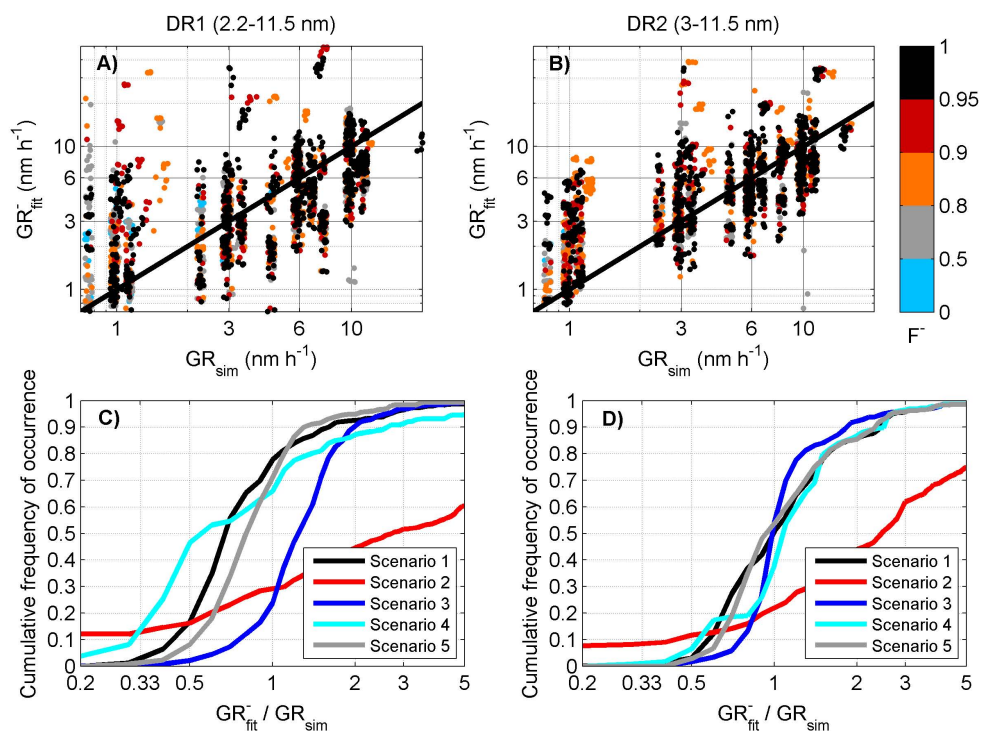 DR1 (2.2-11.5 nm)
DR2 (3-11.5 nm)
A)
B)
10
6
3
1
GR⁻fit (nm h⁻¹)
1
3
6
10
GRsim (nm h⁻¹)
10
6
3
1
GR⁻fit (nm h⁻¹)
1
3
6
10
GRsim (nm h⁻¹)
1
0.95
0.9
0.8
0.5
0
F⁻
C)
Cumulative frequency of occurrence
1
0.9
0.8
0.7
0.6
0.5
0.4
0.3
0.2
0.1
0
Scenario 1
Scenario 2
Scenario 3
Scenario 4
Scenario 5
0.2
0.33
0.5
1
2
3
5
GR⁻fit / GRsim
D)
Cumulative frequency of occurrence
1
0.9
0.8
0.7
0.6
0.5
0.4
0.3
0.2
0.1
0
Scenario 1
Scenario 2
Scenario 3
Scenario 4
Scenario 5
0.2
0.33
0.5
1
2
3
5
GR⁻fit / GRsim